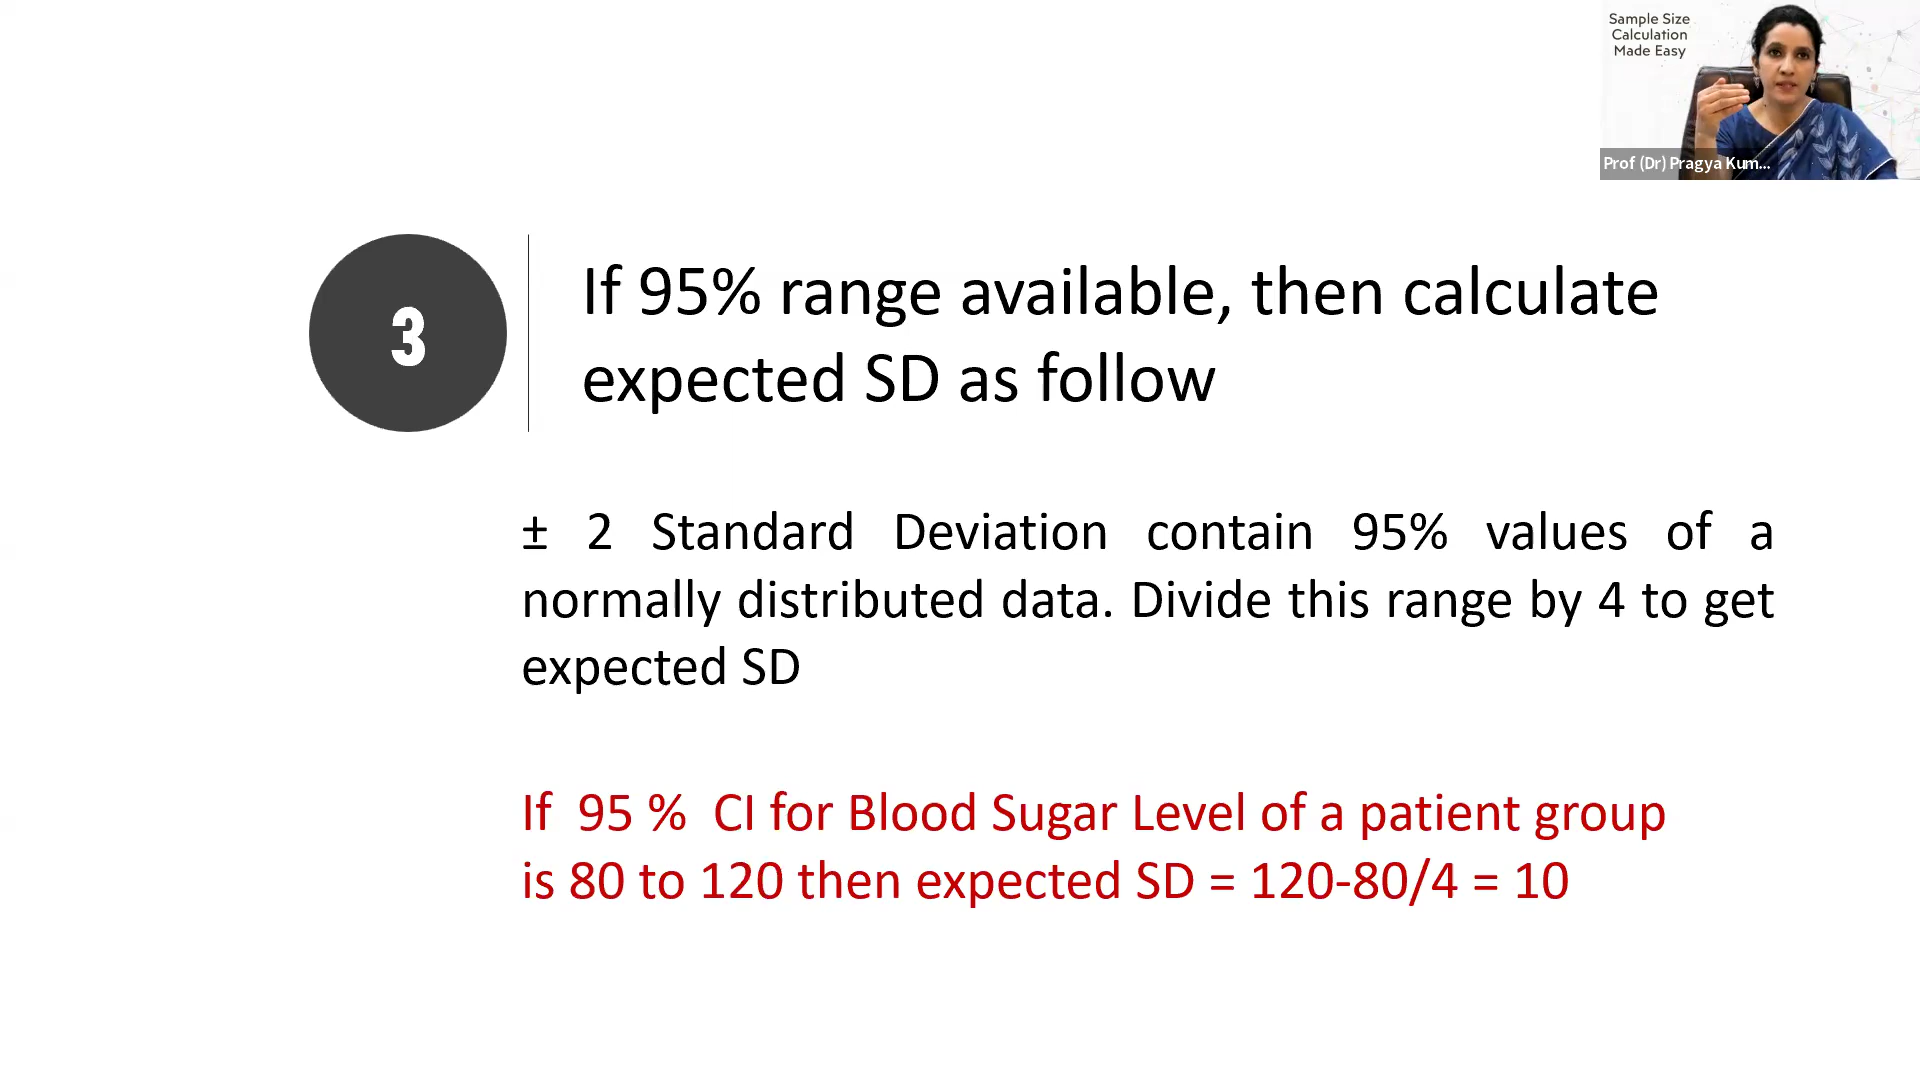 Sample Size
Calculation
Made Easy
Prof (Dr) Pragya Kum...
3
If 95% range available, then calculate
expected SD as follow
± 2 Standard Deviation contain 95% values of a
normally distributed data. Divide this range by 4 to get
expected SD
If 95 % CI for Blood Sugar Level of a patient group
is 80 to 120 then expected SD = 120-80/4 = 10